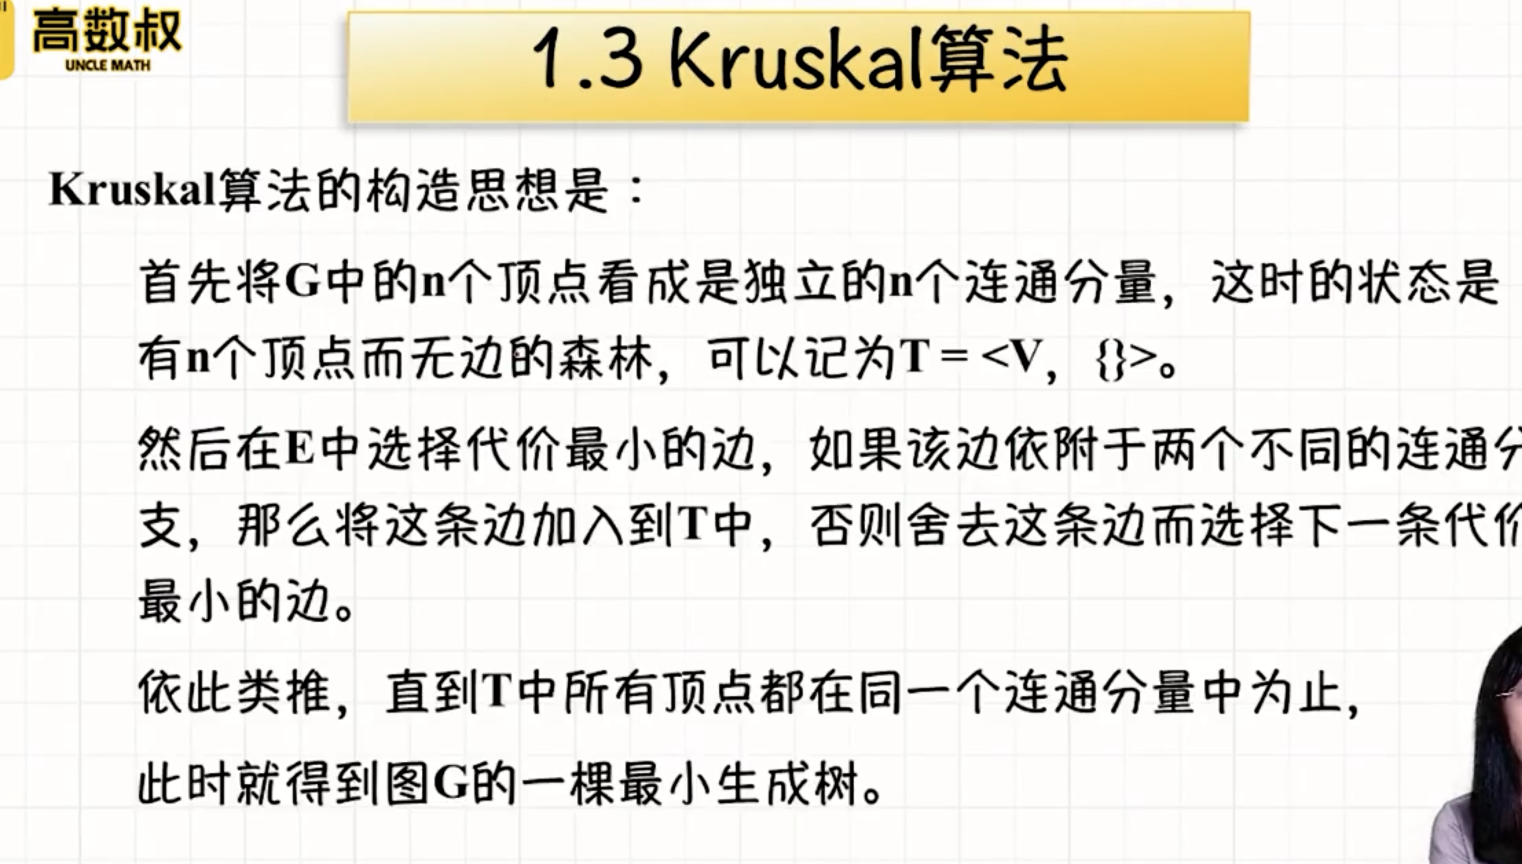 高数叔
UNCLE MATH
1.3 Kruskal算法
Kruskal算法的构造思想是：
首先将G中的n个顶点看成是独立的n个连通分量，这时的状态是
有n个顶点而无边的森林，可以记为T = <V，{}>。
然后在E中选择代价最小的边，如果该边依附于两个不同的连通分
支，那么将这条边加入到T中，否则舍去这条边而选择下一条代价
最小的边。
依此类推，直到T中所有顶点都在同一个连通分量中为止，
此时就得到图G的一棵最小生成树。